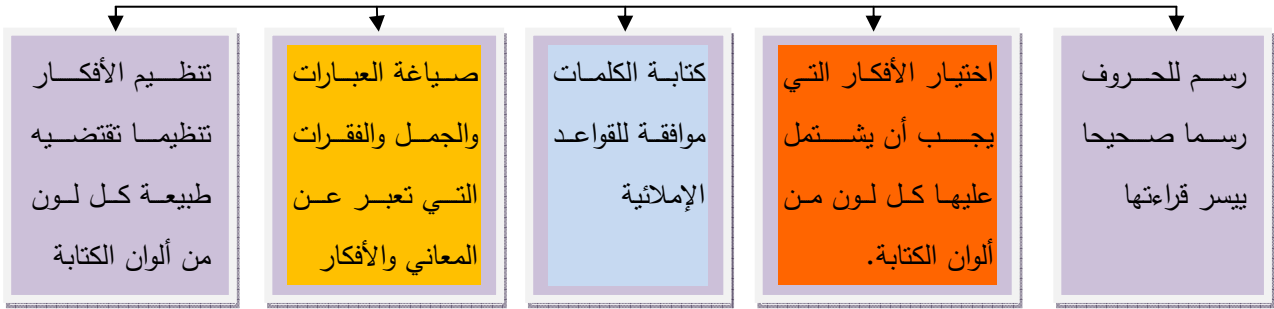 رسم للحروف
رسما صحيحا
ييسر قراءتها
اختيار الأفكار التي
يجب أن يشتمل
عليها كل لون من
ألوان الكتابة.
كتابة الكلمات
موافقة للقواعد
الإملائية
صياغة العبارات
والجمل والفقرات
التي تعبر عن
المعاني والأفكار
تنظيم الأفكار
تنظيما تقتضيه
طبيعة كل لون
من ألوان الكتابة